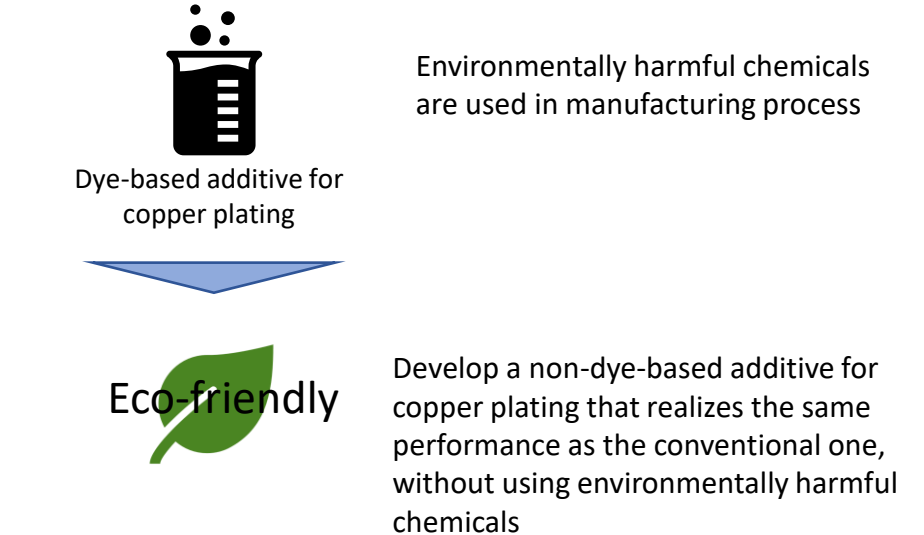 Environmentally harmful chemicals
are used in manufacturing process
Dye-based additive for
copper plating
Eco-friendly
Develop a non-dye-based additive for
copper plating that realizes the same
performance as the conventional one,
without using environmentally harmful
chemicals